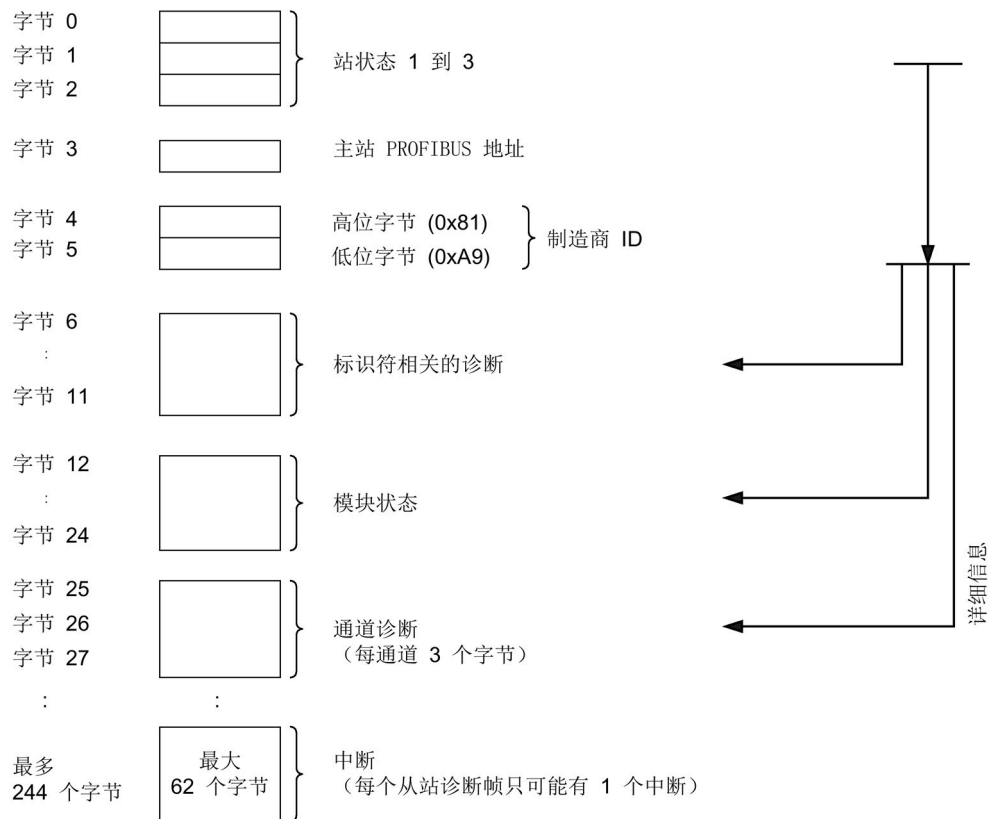 字节 0
字节 1
字节 2
站状态 1 到 3
字节 3
主站 PROFIBUS 地址
字节 4
高位字节 (0x81)
字节 5
低位字节 (0xA9)
制造商 ID
字节 6
:
字节 11
标识符相关的诊断
字节 12
:
字节 24
模块状态
字节 25
字节 26
字节 27
通道诊断
（每通道 3 个字节）
:
:
最多
244 个字节
最大
62 个字节
中断
（每个从站诊断帧只可能有 1 个中断）
详细信息